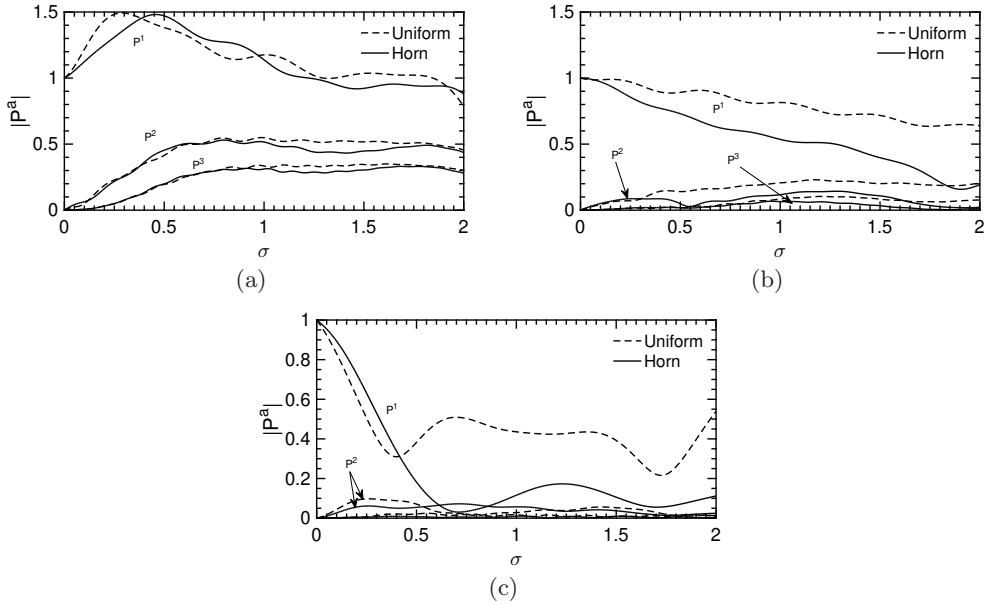 1.5
1
0.5
0
|Pᵃ|
P¹
P²
P³
Uniform
Horn
0 0.5 1 1.5 2
σ
(a)
1.5
1
0.5
0
|Pᵃ|
P¹
P²
P³
Uniform
Horn
0 0.5 1 1.5 2
σ
(b)
1
0.8
0.6
0.4
0.2
0
|Pᵃ|
P¹
P²
Uniform
Horn
0 0.5 1 1.5 2
σ
(c)